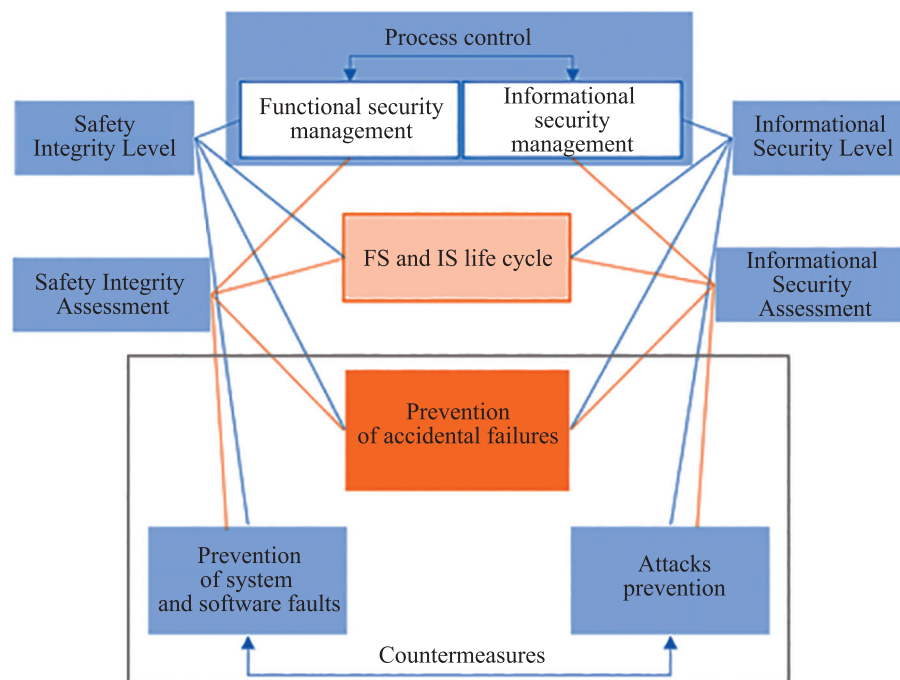 Process control
Functional security
management
Informational
security
management
Safety
Integrity Level
Informational
Security Level
FS and IS life cycle
Safety Integrity
Assessment
Informational
Security
Assessment
Prevention
of accidental failures
Prevention
of system
and software faults
Attacks
prevention
Countermeasures